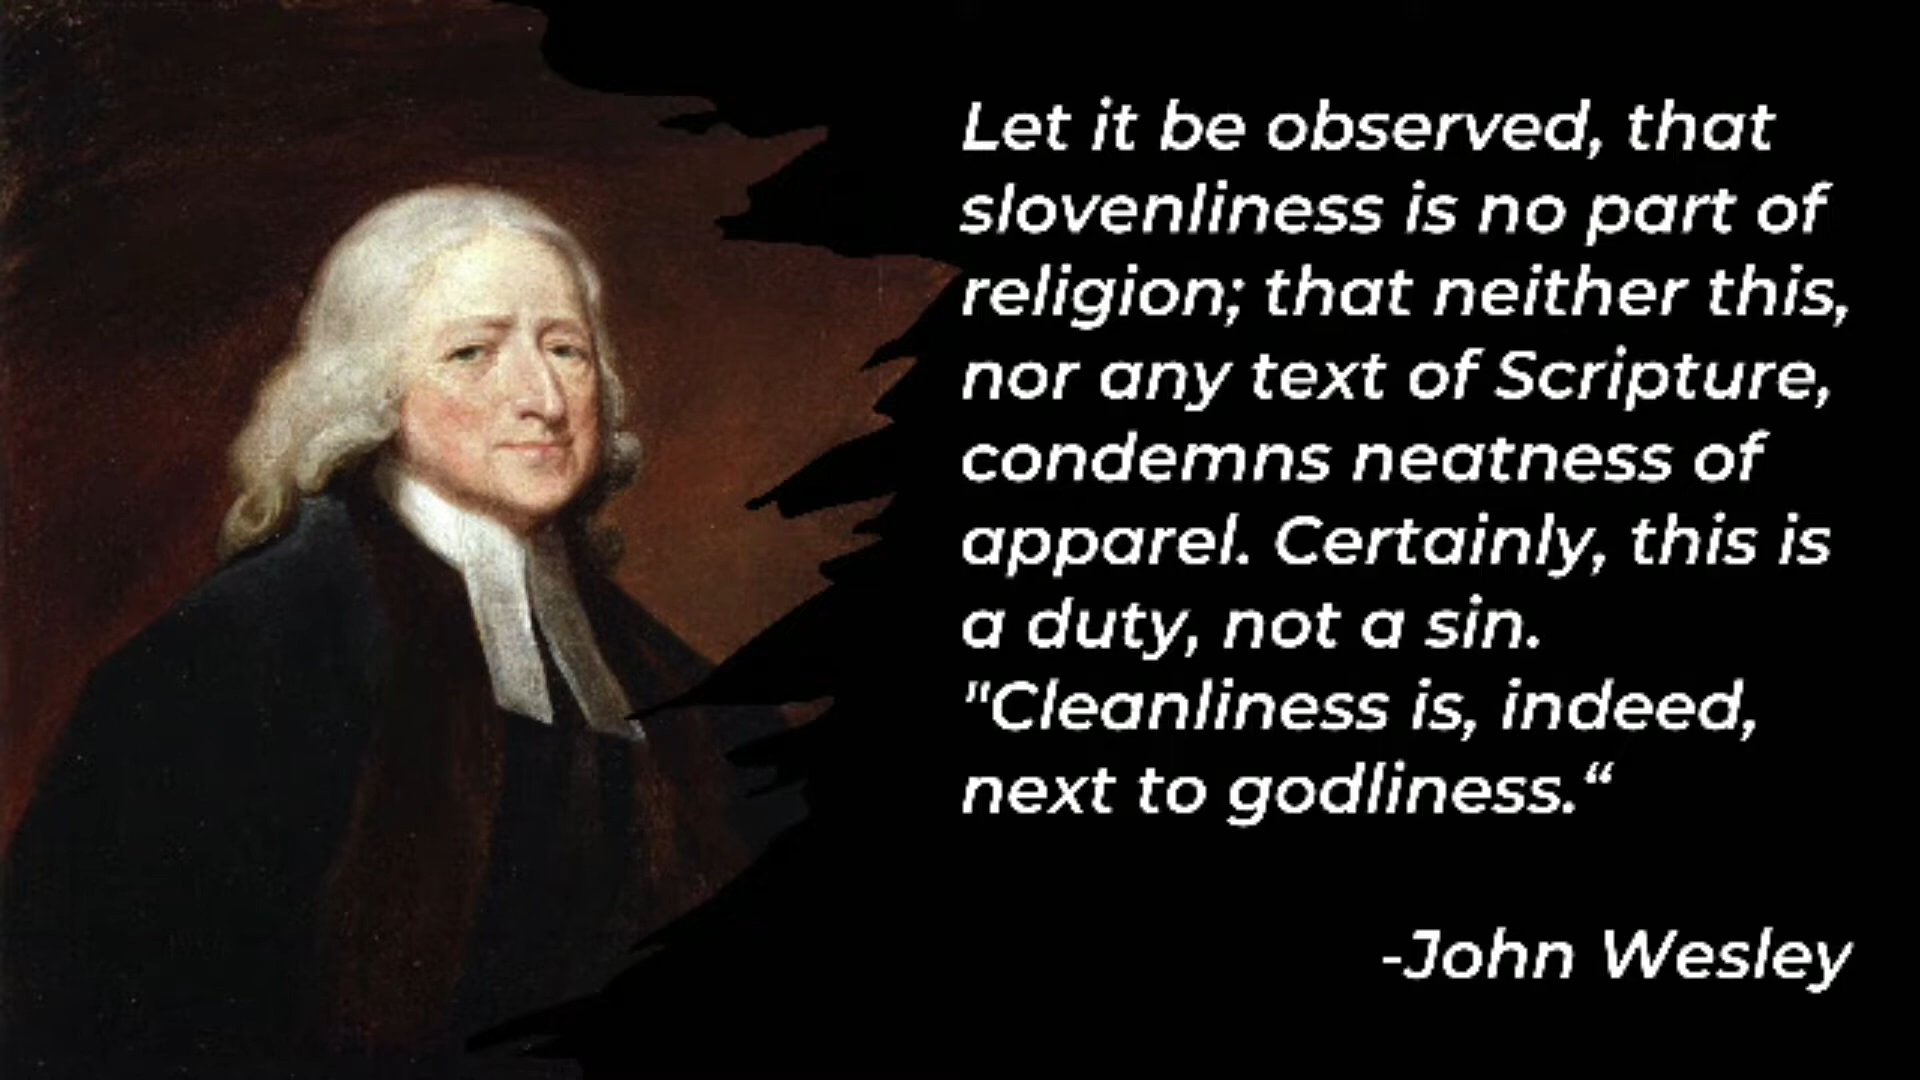 Let it be observed, that
slovenliness is no part of
religion; that neither this,
nor any text of Scripture,
condemns neatness of
apparel. Certainly, this is
a duty, not a sin.
"Cleanliness is, indeed,
next to godliness.“
-John Wesley